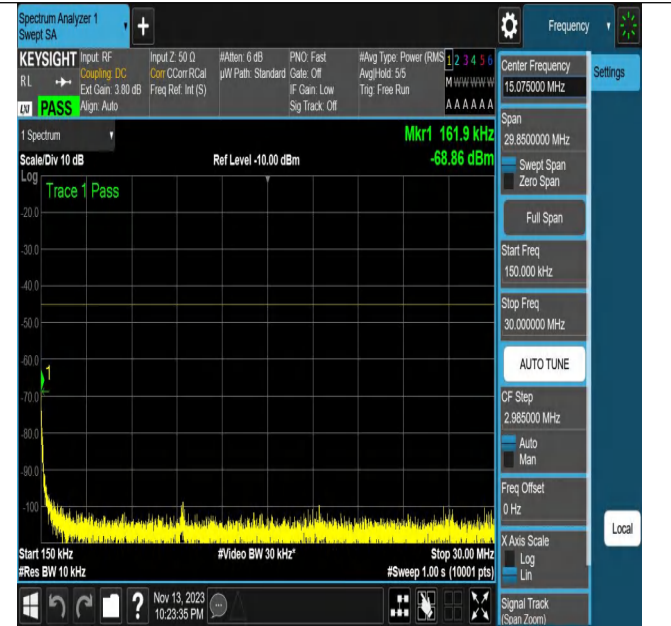 Spectrum Analyzer 1
Swept SA
+
Frequency
KEYSIGHT
RL
LXI
PASS
Input: RF
Coupling: DC
Ext Gain: 3.80 dB
Align: Auto
Input Z: 50 Ω
Corr CCorr RCal
Freq Ref: Int (S)
#Atten: 6 dB
µW Path: Standard
PNO: Fast
Gate: Off
IF Gain: Low
Sig Track: Off
#Avg Type: Power (RMS
Avg|Hold: 5/5
Trig: Free Run
1 2 3 4 5 6
M W W W W W
A A A A A A
1 Spectrum
Scale/Div 10 dB
Log
Ref Level -10.00 dBm
Mkr1 161.9 kHz
-68.86 dBm
Trace 1 Pass
-20.0
-30.0
-40.0
-50.0
-60.0
1
-70.0
-80.0
-90.0
-100
Start 150 kHz
#Res BW 10 kHz
#Video BW 30 kHz*
Stop 30.00 MHz
#Sweep 1.00 s (10001 pts)
Center Frequency
15.075000 MHz
Settings
Span
29.8500000 MHz
Swept Span
Zero Span
Full Span
Start Freq
150.000 kHz
Stop Freq
30.000000 MHz
AUTO TUNE
CF Step
2.985000 MHz
Auto
Man
Freq Offset
0 Hz
X Axis Scale
Log
Lin
Local
Signal Track
(Span Zoom)
?
Nov 13, 2023
10:23:35 PM